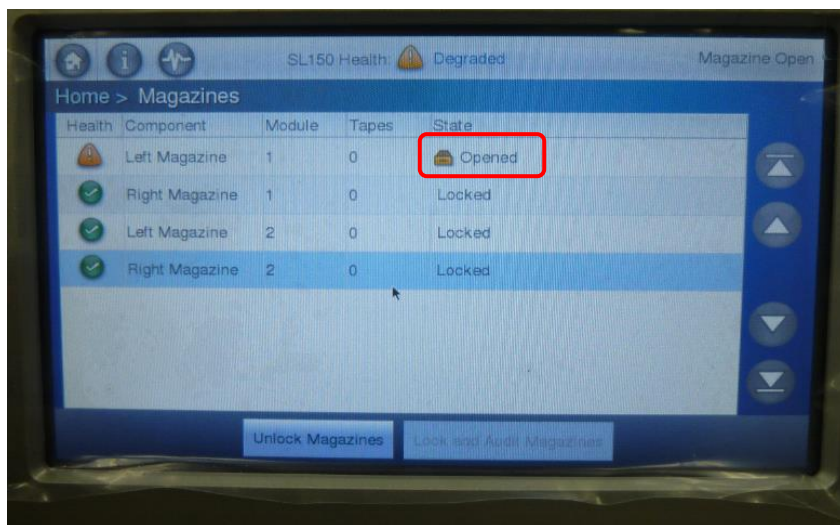 SL150 Health: Degraded Magazine Open
Home > Magazines
Health Component Module Tapes State
Left Magazine 1 0 Opened
Right Magazine 1 0 Locked
Left Magazine 2 0 Locked
Right Magazine 2 0 Locked
Unlock Magazines Lock and Audit Magazines